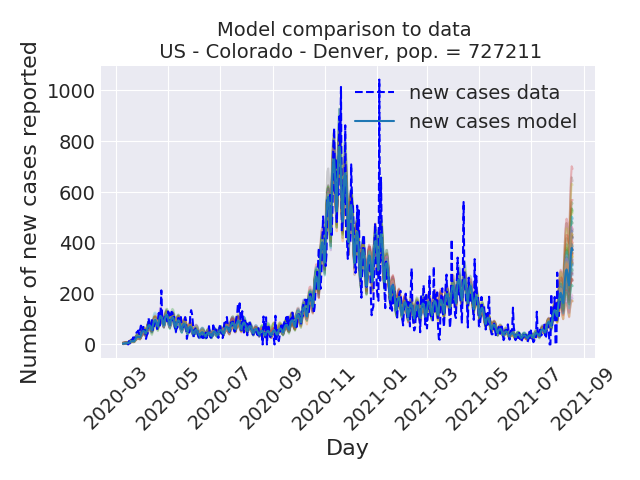 Model comparison to data
US - Colorado - Denver, pop. = 727211
new cases data
new cases model
Number of new cases reported
1000
800
600
400
200
0
2020-03
2020-05
2020-07
2020-09
2020-11
2021-01
2021-03
2021-05
2021-07
2021-09
Day